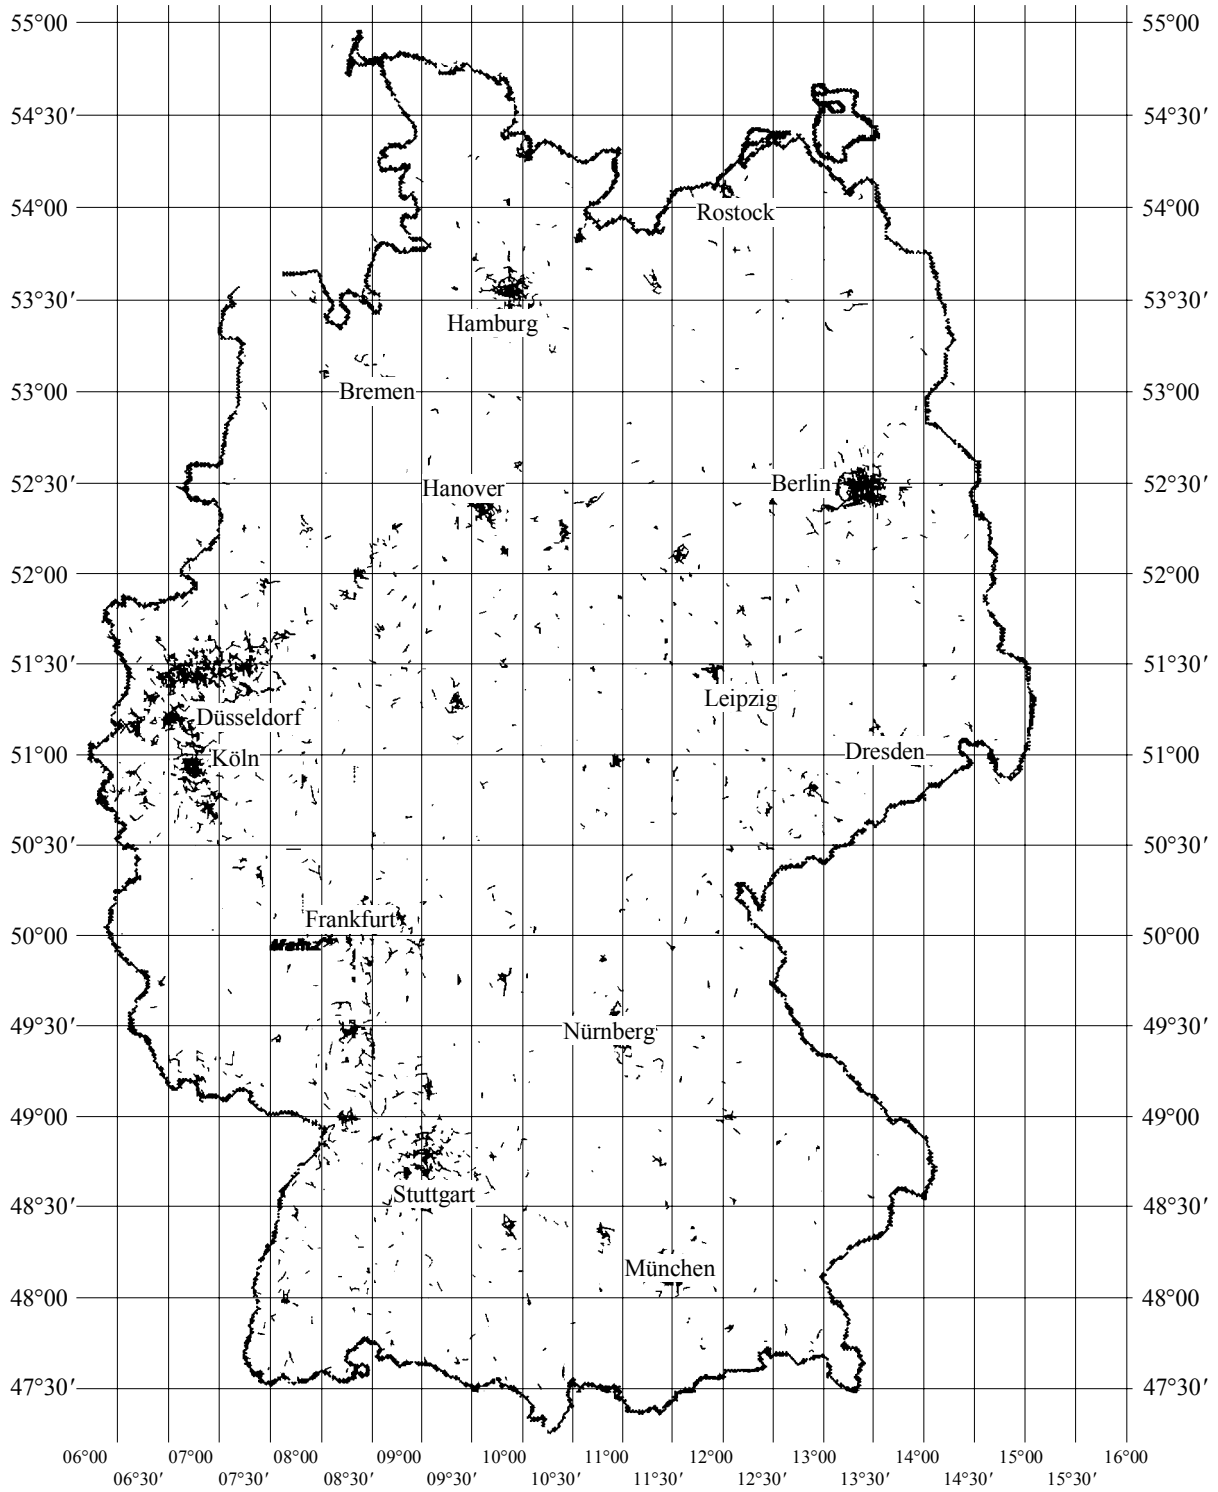 55°00 55°00
54°30′ 54°30′
54°00 54°00
Rostock
53°30′ 53°30′
Hamburg
53°00 53°00
Bremen
52°30′ 52°30′
Hanover
Berlin
52°00 52°00
51°30′ 51°30′
Leipzig
Düsseldorf
51°00 51°00
Köln
Dresden
50°30′ 50°30′
Frankfurt
50°00 50°00
Mainz
49°30′ 49°30′
Nürnberg
49°00 49°00
48°30′ 48°30′
Stuttgart
München
48°00 48°00
47°30′ 47°30′
06°00 07°00 08°00 09°00 10°00 11°00 12°00 13°00 14°00 15°00 16°00
06°30′ 07°30′ 08°30′ 09°30′ 10°30′ 11°30′ 12°30′ 13°30′ 14°30′ 15°30′